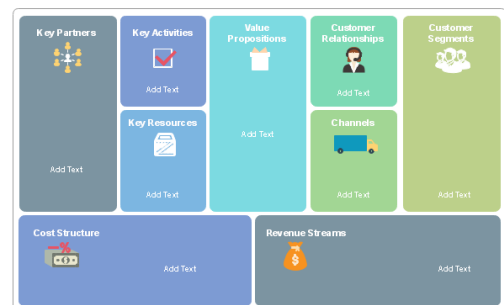 Key Partners
Add Text
Key Activities
Add Text
Key Resources
Add Text
Value
Propositions
Add Text
Customer
Relationships
Add Text
Channels
Add Text
Customer
Segments
Add Text
Cost Structure
%
$
Add Text
Revenue Streams
$
Add Text